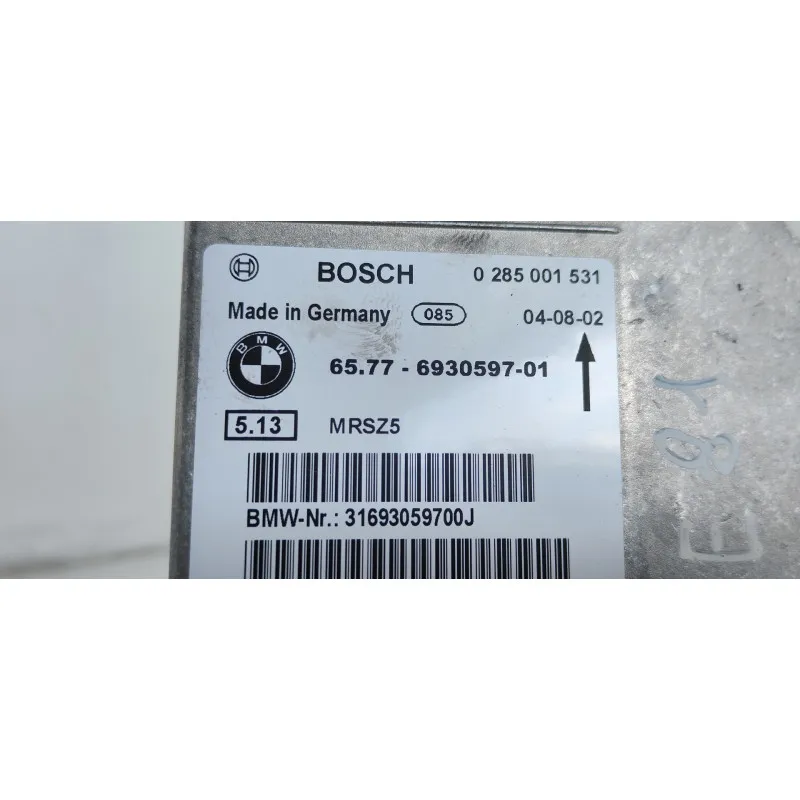 BOSCH 0 285 001 531
Made in Germany 085 04-08-02
BMW 65.77 - 6930597-01
5.13 MRSZ5
BMW-Nr.: 31693059700J